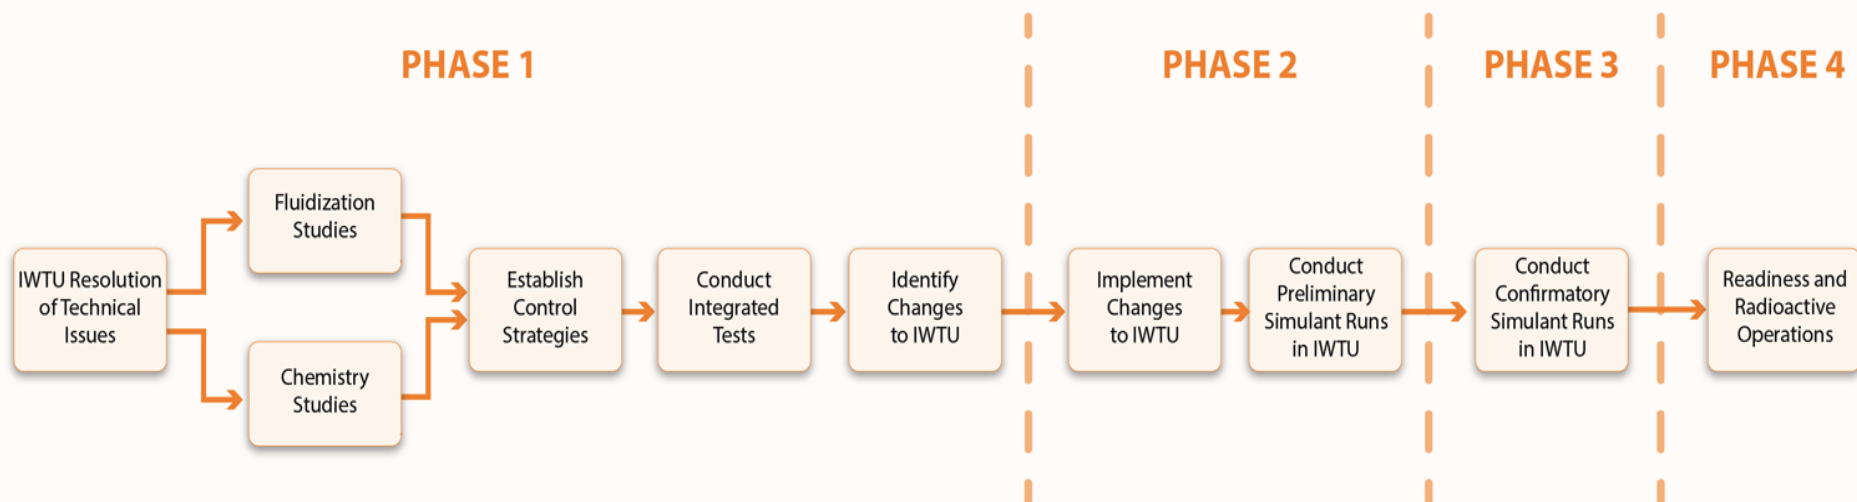 PHASE 1
PHASE 2
PHASE 3
PHASE 4
IWTU Resolution
of Technical
Issues
Fluidization
Studies
Chemistry
Studies
Establish
Control
Strategies
Conduct
Integrated
Tests
Identify
Changes
to IWTU
Implement
Changes
to IWTU
Conduct
Preliminary
Simulant Runs
in IWTU
Conduct
Confirmatory
Simulant Runs
in IWTU
Readiness and
Radioactive
Operations